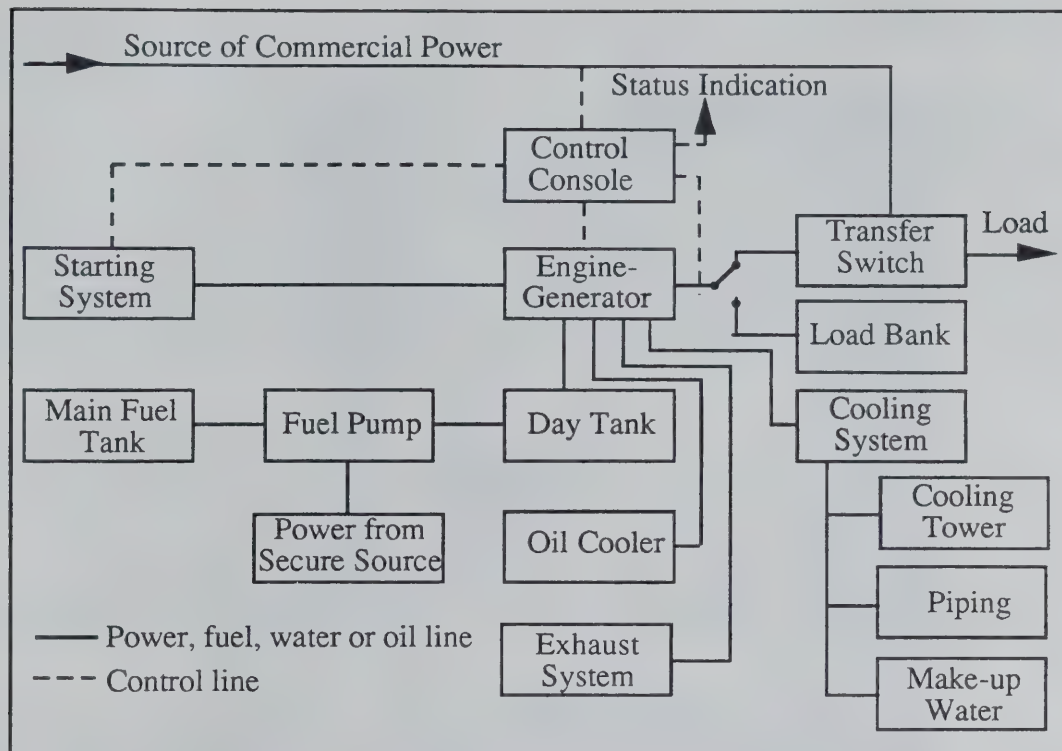 Source of Commercial Power
Status Indication
Control
Console
Load
Transfer
Switch
Starting
System
Engine-
Generator
Load Bank
Main Fuel
Tank
Fuel Pump
Day Tank
Cooling
System
Power from
Secure Source
Oil Cooler
Cooling
Tower
Piping
Power, fuel, water or oil line
Control line
Exhaust
System
Make-up
Water